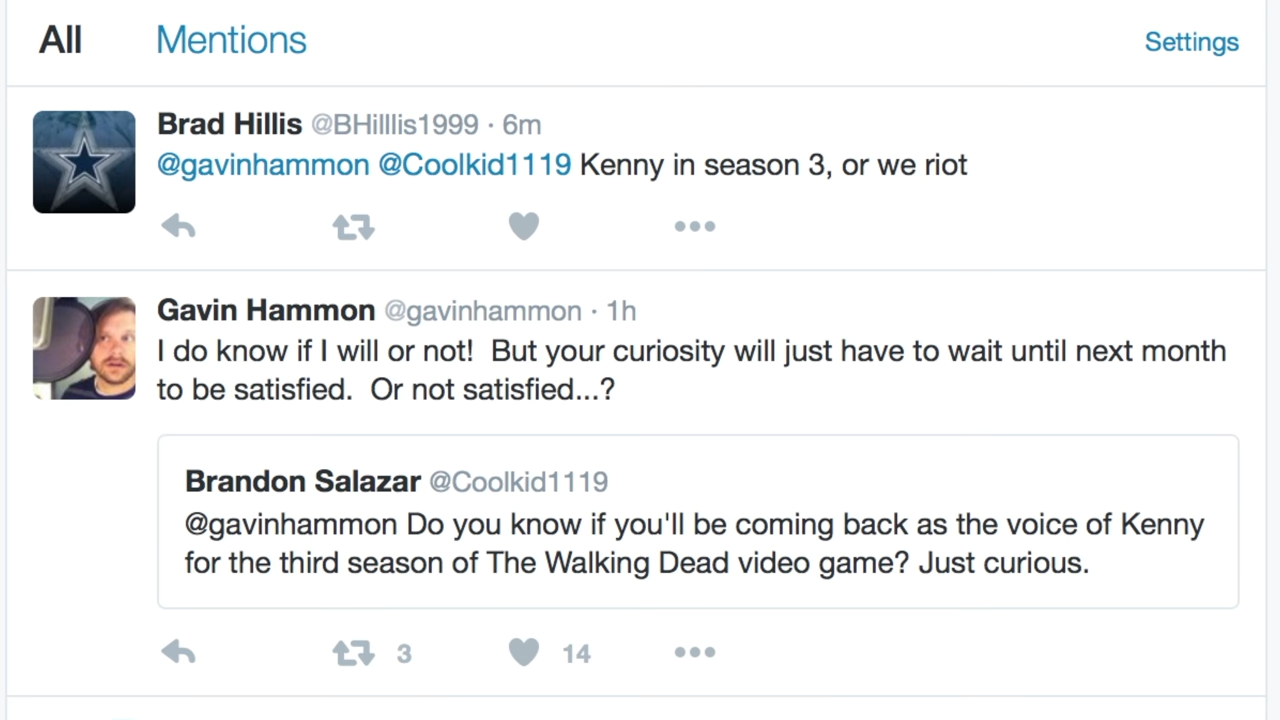 All Mentions Settings
Brad Hillis @BHilllis1999 · 6m
@gavinhammon @Coolkid1119 Kenny in season 3, or we riot
Gavin Hammon @gavinhammon · 1h
I do know if I will or not!  But your curiosity will just have to wait until next month
to be satisfied.  Or not satisfied...?
Brandon Salazar @Coolkid1119
@gavinhammon Do you know if you'll be coming back as the voice of Kenny
for the third season of The Walking Dead video game? Just curious.
3 14